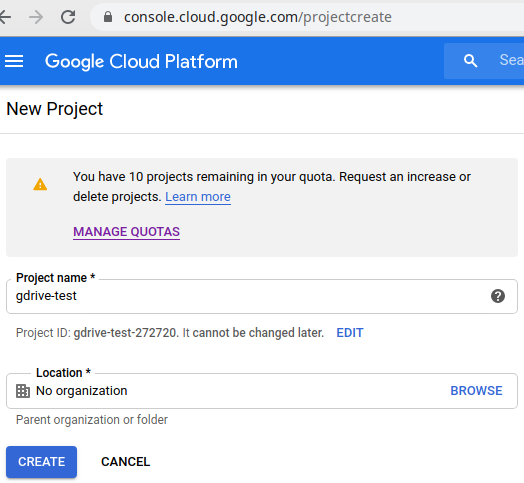 console.cloud.google.com/projectcreate
Google Cloud Platform
Sea
New Project
You have 10 projects remaining in your quota. Request an increase or
delete projects. Learn more
MANAGE QUOTAS
Project name *
gdrive-test
Project ID: gdrive-test-272720. It cannot be changed later. EDIT
Location *
No organization BROWSE
Parent organization or folder
CREATE CANCEL